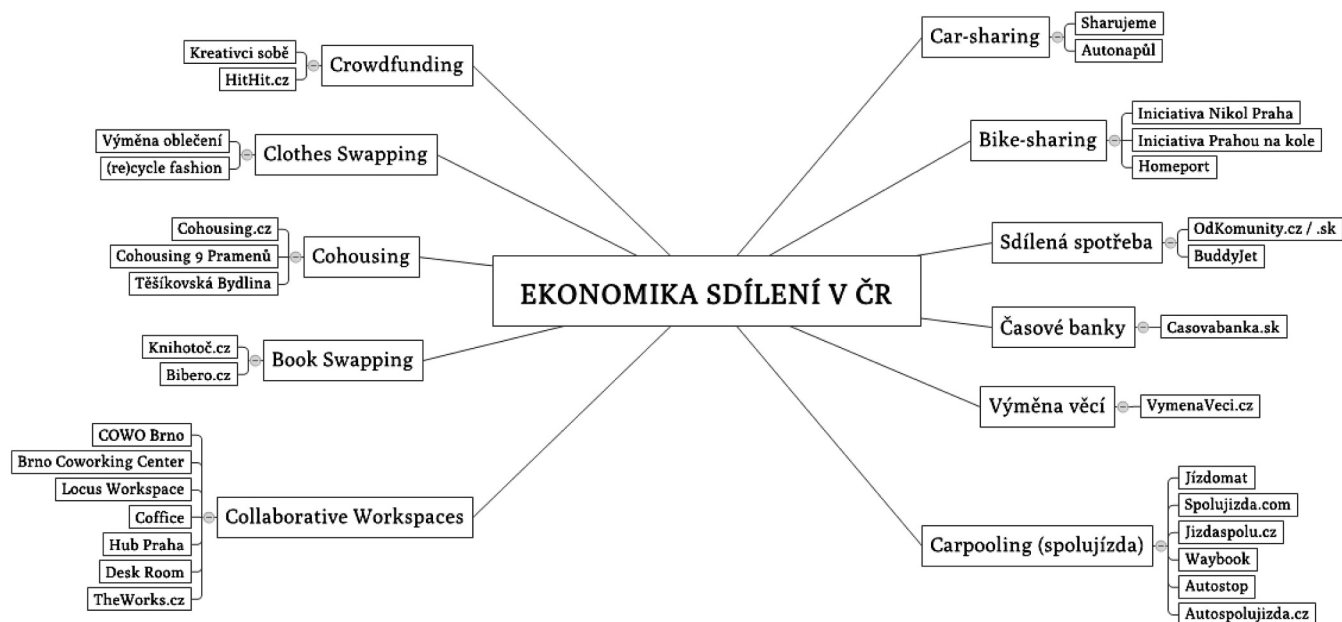 EKONOMIKA SDÍLENÍ V ČR
Crowdfunding
Kreativci sobě
HitHit.cz
Clothes Swapping
Výměna oblečení
(re)cycle fashion
Cohousing
Cohousing.cz
Cohousing 9 Pramenů
Těšíkovská Bydlina
Book Swapping
Knihotoč.cz
Bibero.cz
Collaborative Workspaces
COWO Brno
Brno Coworking Center
Locus Workspace
Coffice
Hub Praha
Desk Room
TheWorks.cz
Car-sharing
Sharujeme
Autonapůl
Bike-sharing
Iniciativa Nikol Praha
Iniciativa Prahou na kole
Homeport
Sdílená spotřeba
OdKomunity.cz / .sk
BuddyJet
Časové banky
Casovabanka.sk
Výměna věcí
VymenaVeci.cz
Carpooling (spolujízda)
Jízdomat
Spolujizda.com
Jizdaspolu.cz
Waybook
Autostop
Autospolujizda.cz